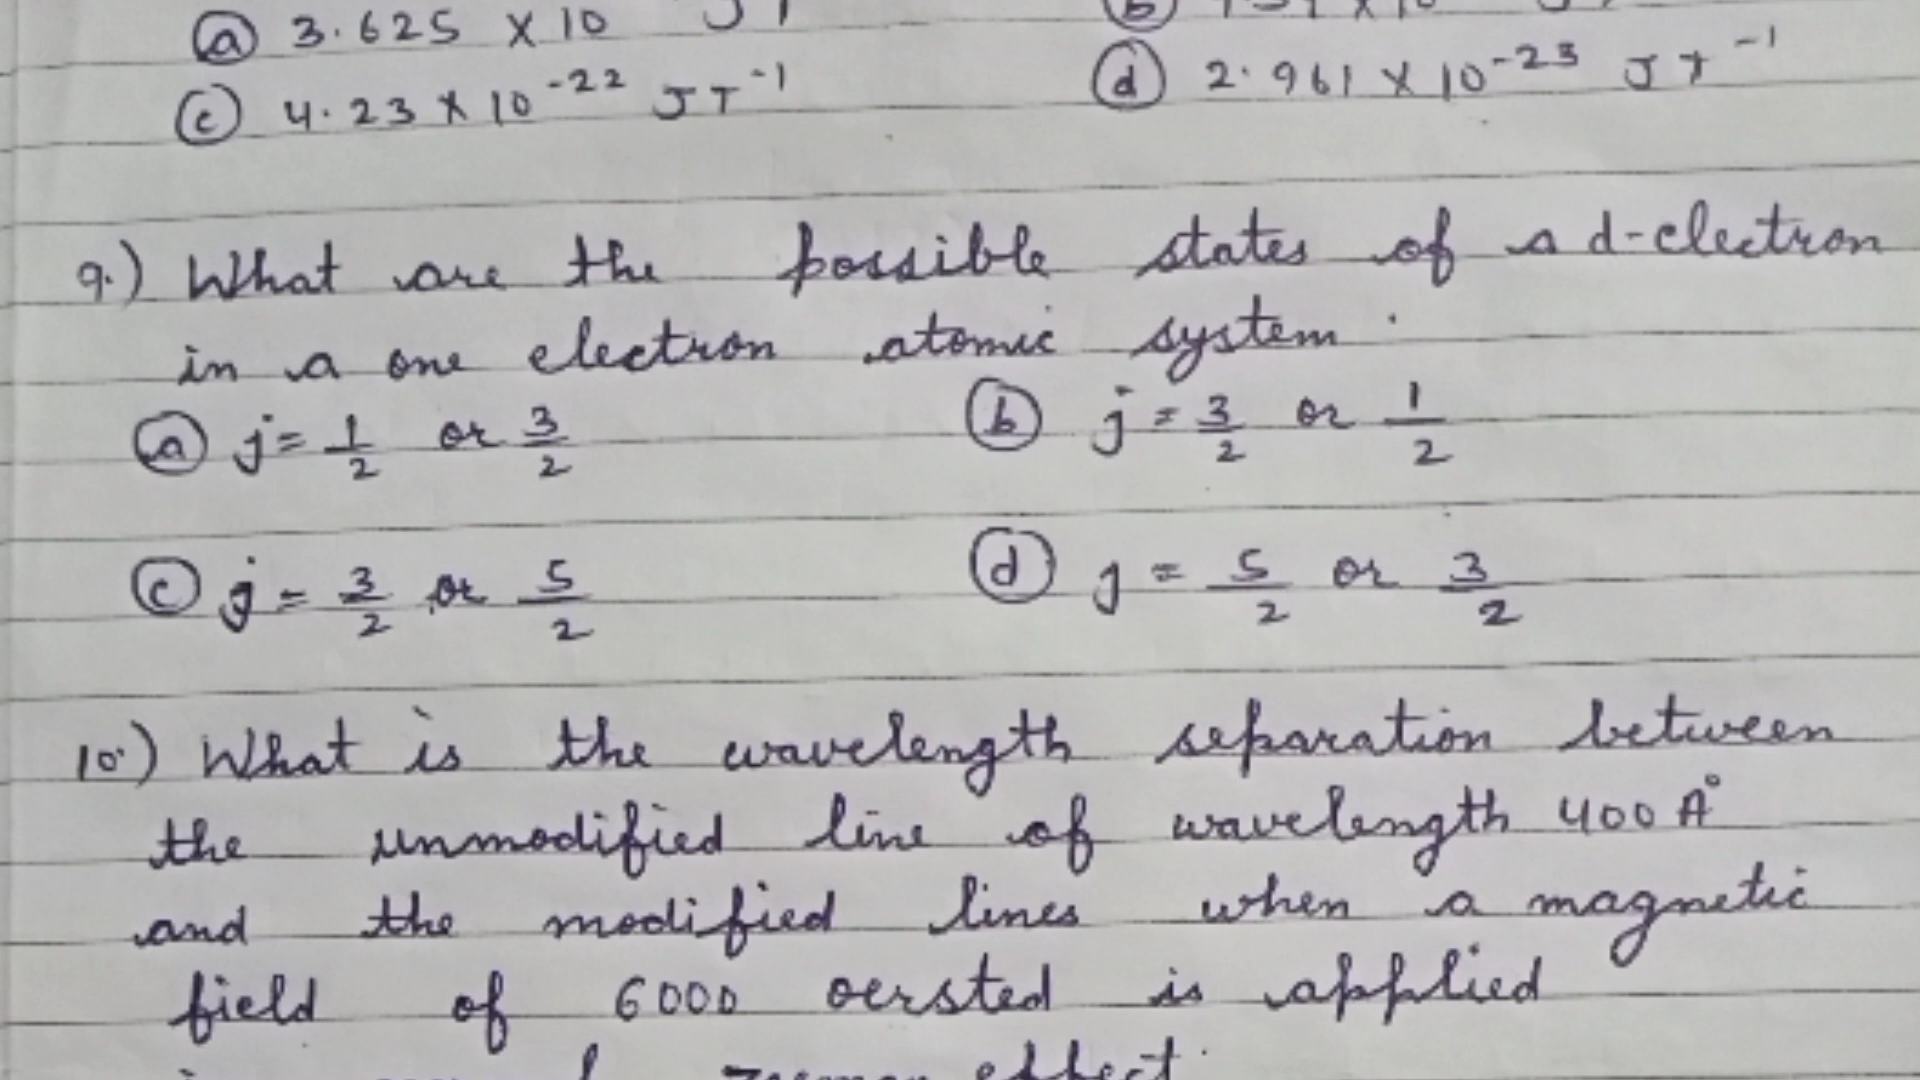 (a) 3.625 × 10 J T
(c) 4.23 × 10⁻²² J T⁻¹ (d) 2.961 × 10⁻²³ J T⁻¹
9.) What are the possible states of a d-electron
in a one electron atomic system.
(a) j = 1/2 or 3/2 (b) j = 3/2 or 1/2
(c) j = 3/2 or 5/2 (d) j = 5/2 or 3/2
10.) What is the wavelength separation between
the unmodified line of wavelength 400 A°
and the modified lines when a magnetic
field of 6000 oersted is applied
effect.